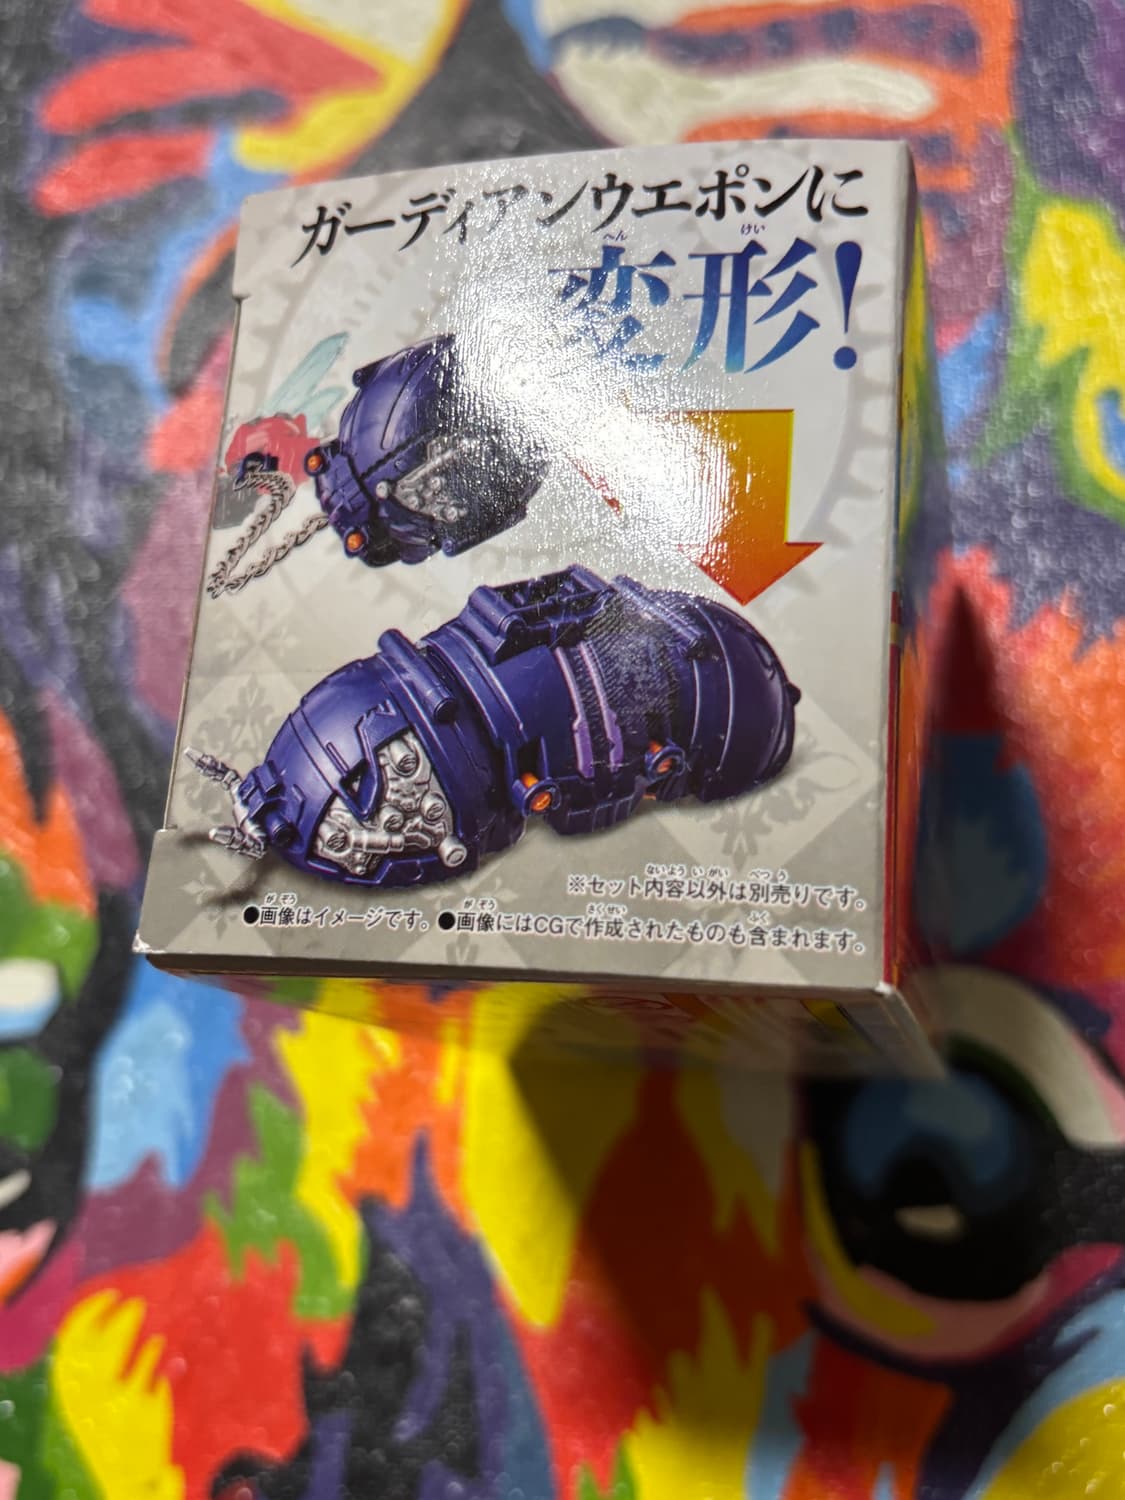 ガーディアンウエポンに
変形!
※セット内容以外は別売りです。
●画像はイメージです。●画像にはCGで作成されたものも含まれます。